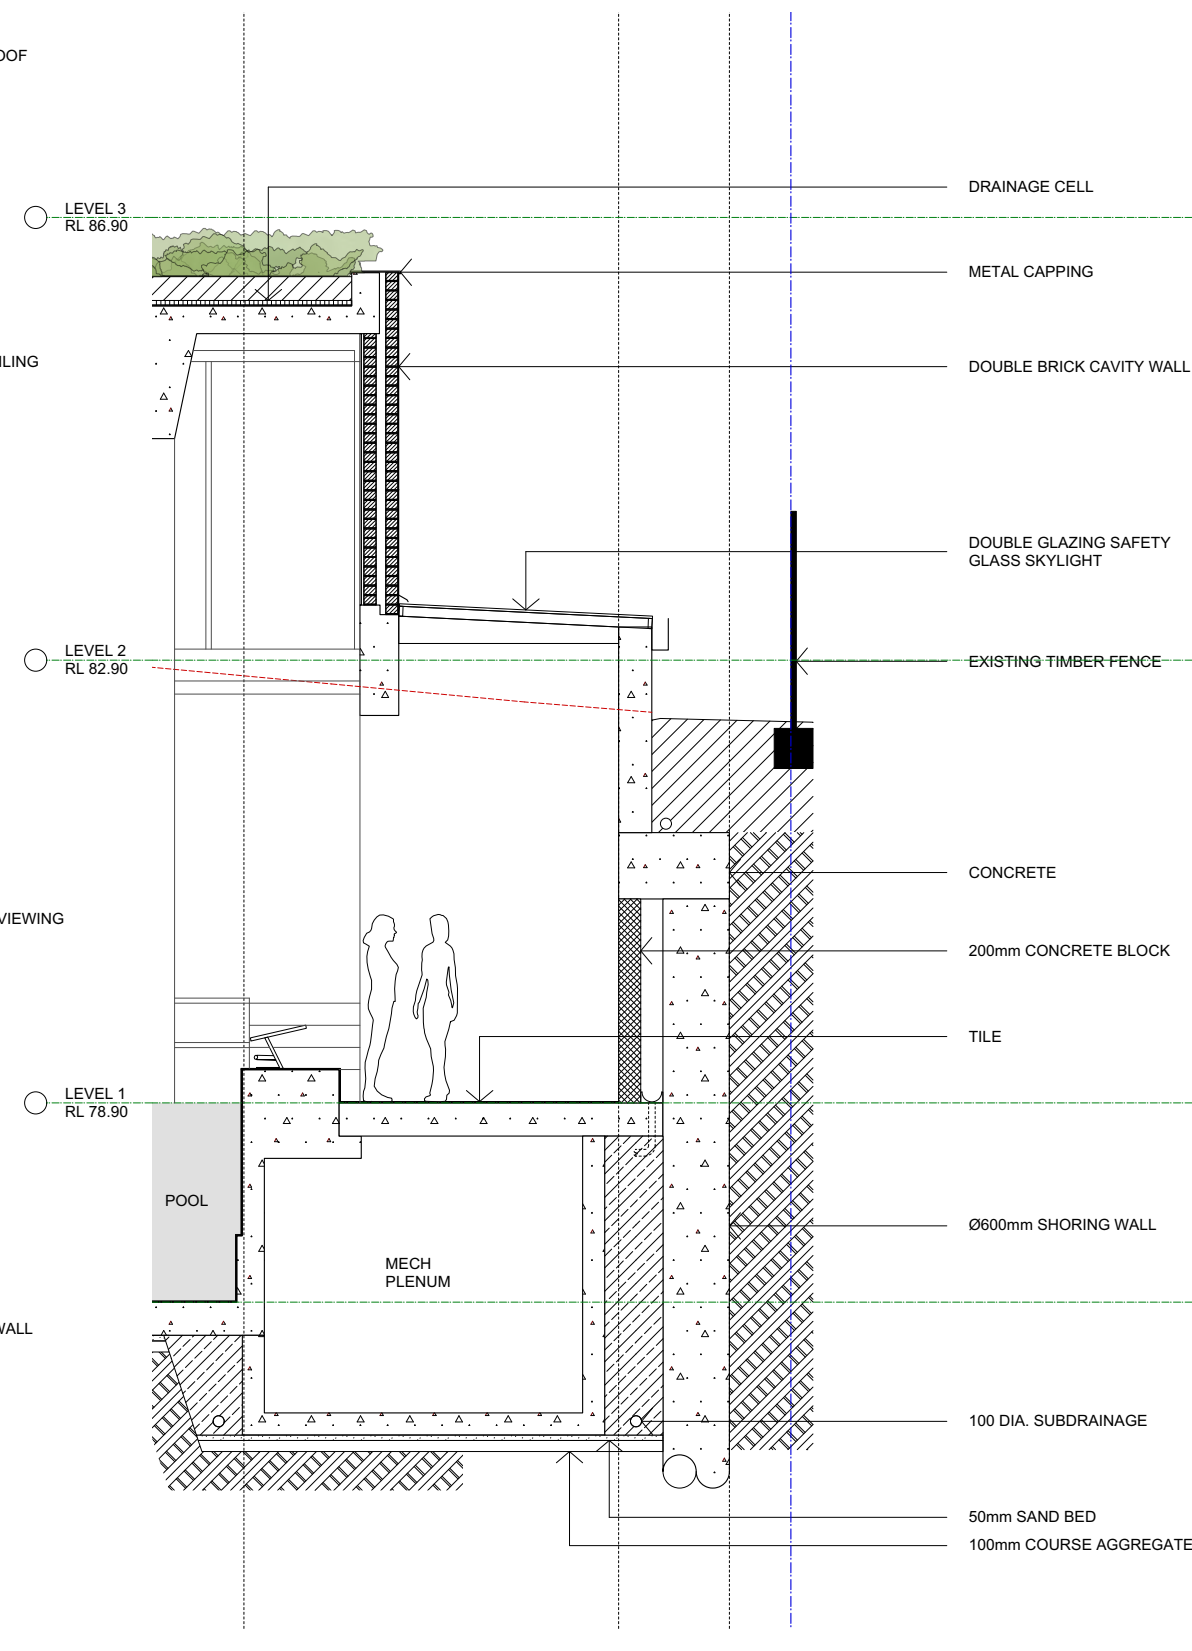 OOF
DRAINAGE CELL
LEVEL 3
RL 86.90
METAL CAPPING
ILING
DOUBLE BRICK CAVITY WALL
DOUBLE GLAZING SAFETY
GLASS SKYLIGHT
LEVEL 2
RL 82.90
EXISTING TIMBER FENCE
CONCRETE
VIEWING
200mm CONCRETE BLOCK
TILE
LEVEL 1
RL 78.90
POOL
Ø600mm SHORING WALL
MECH
PLENUM
WALL
100 DIA. SUBDRAINAGE
50mm SAND BED
100mm COURSE AGGREGATE